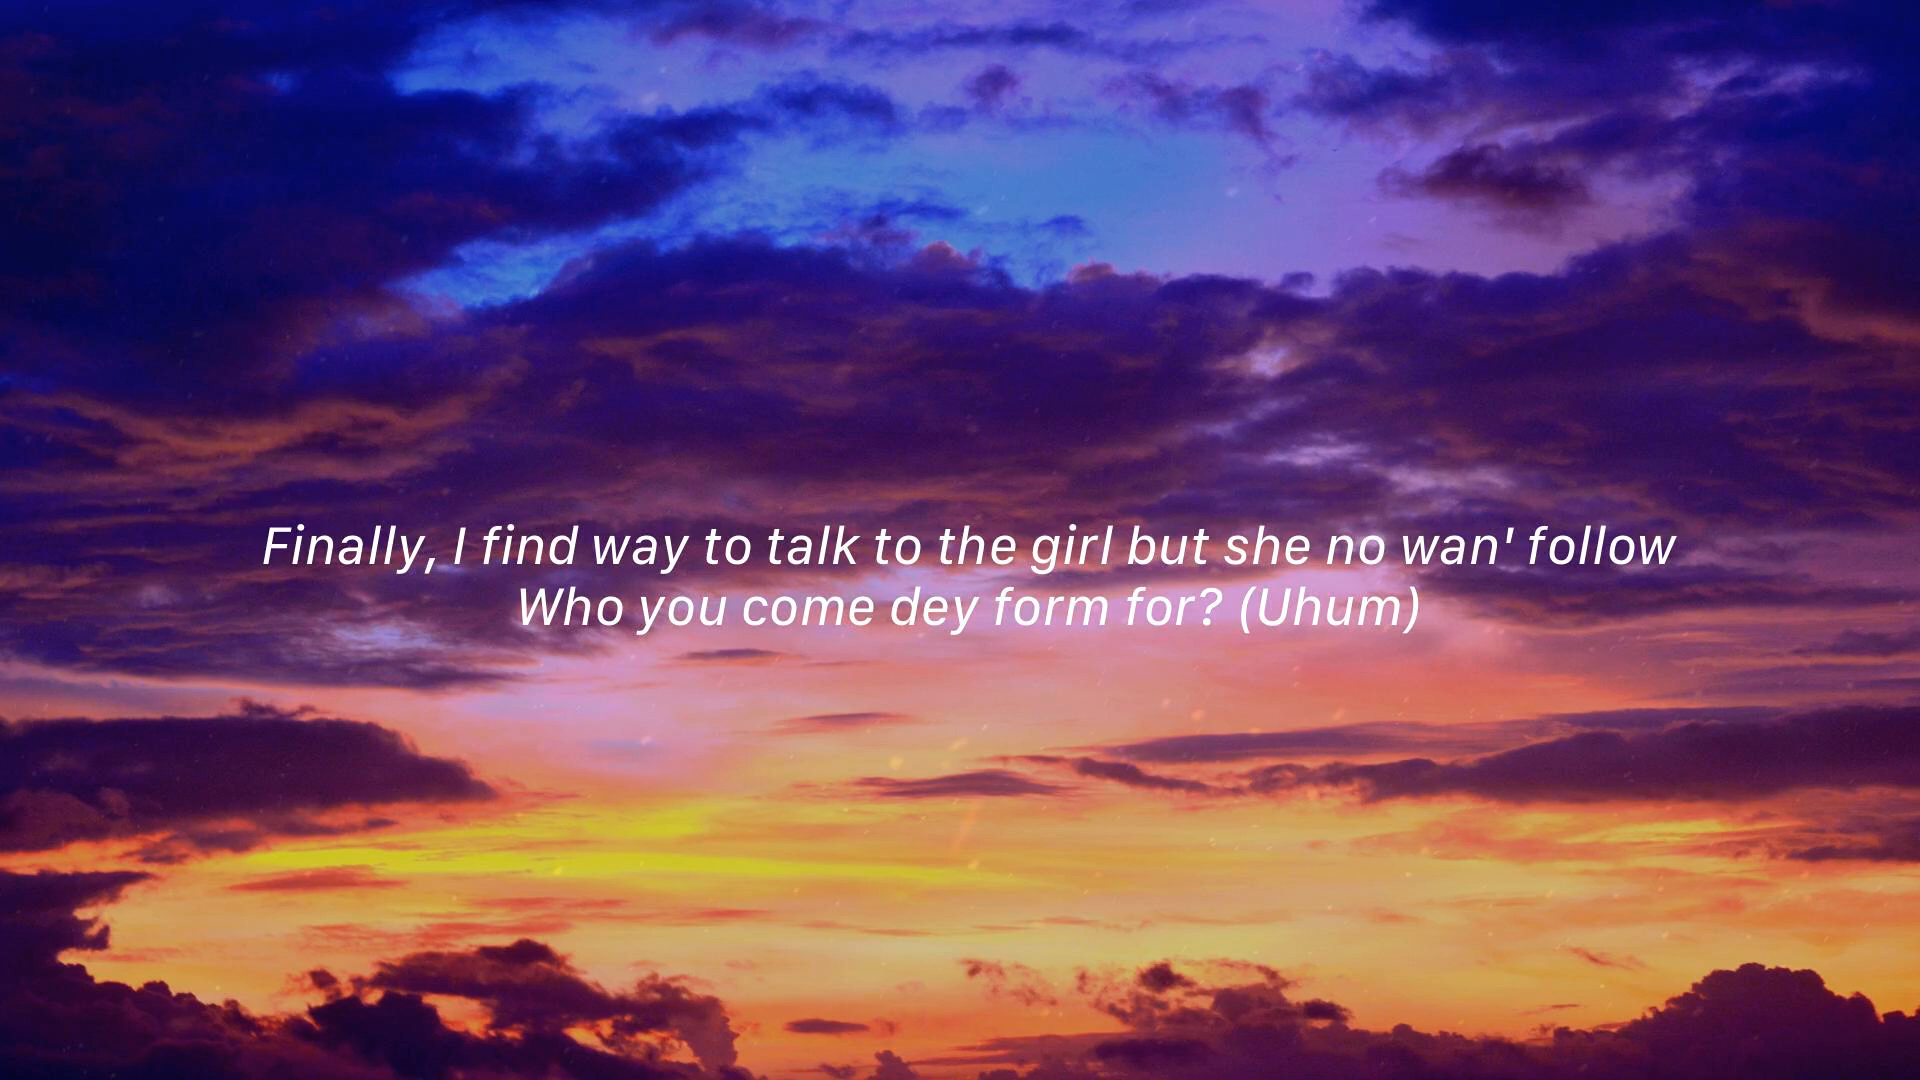 Finally, I find way to talk to the girl but she no wan' follow
Who you come dey form for? (Uhum)